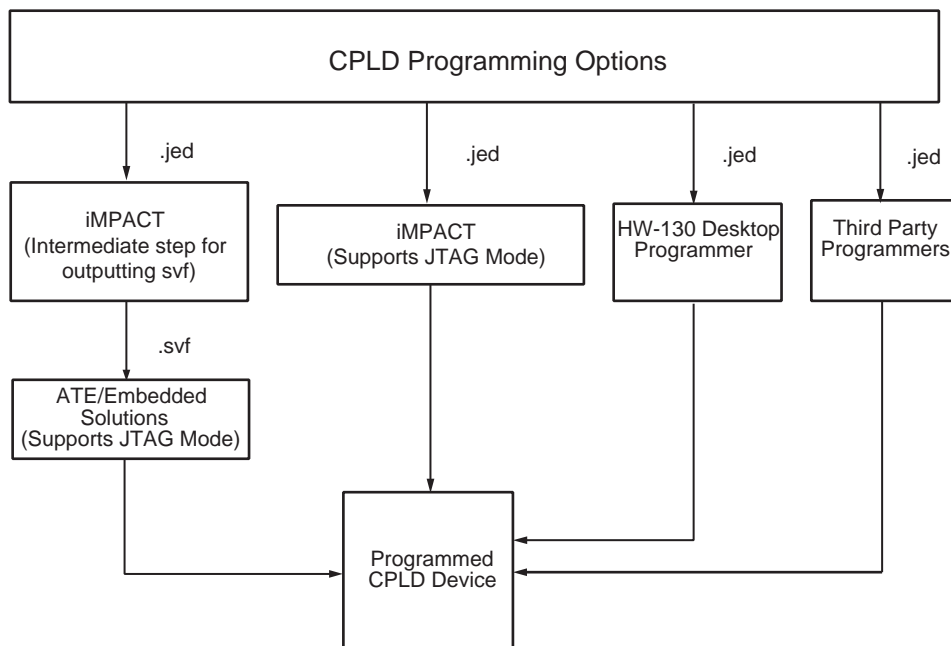 CPLD Programming Options
.jed
.jed
.jed
.jed
iMPACT
(Intermediate step for
outputting svf)
iMPACT
(Supports JTAG Mode)
HW-130 Desktop
Programmer
Third Party
Programmers
.svf
ATE/Embedded
Solutions
(Supports JTAG Mode)
Programmed
CPLD Device